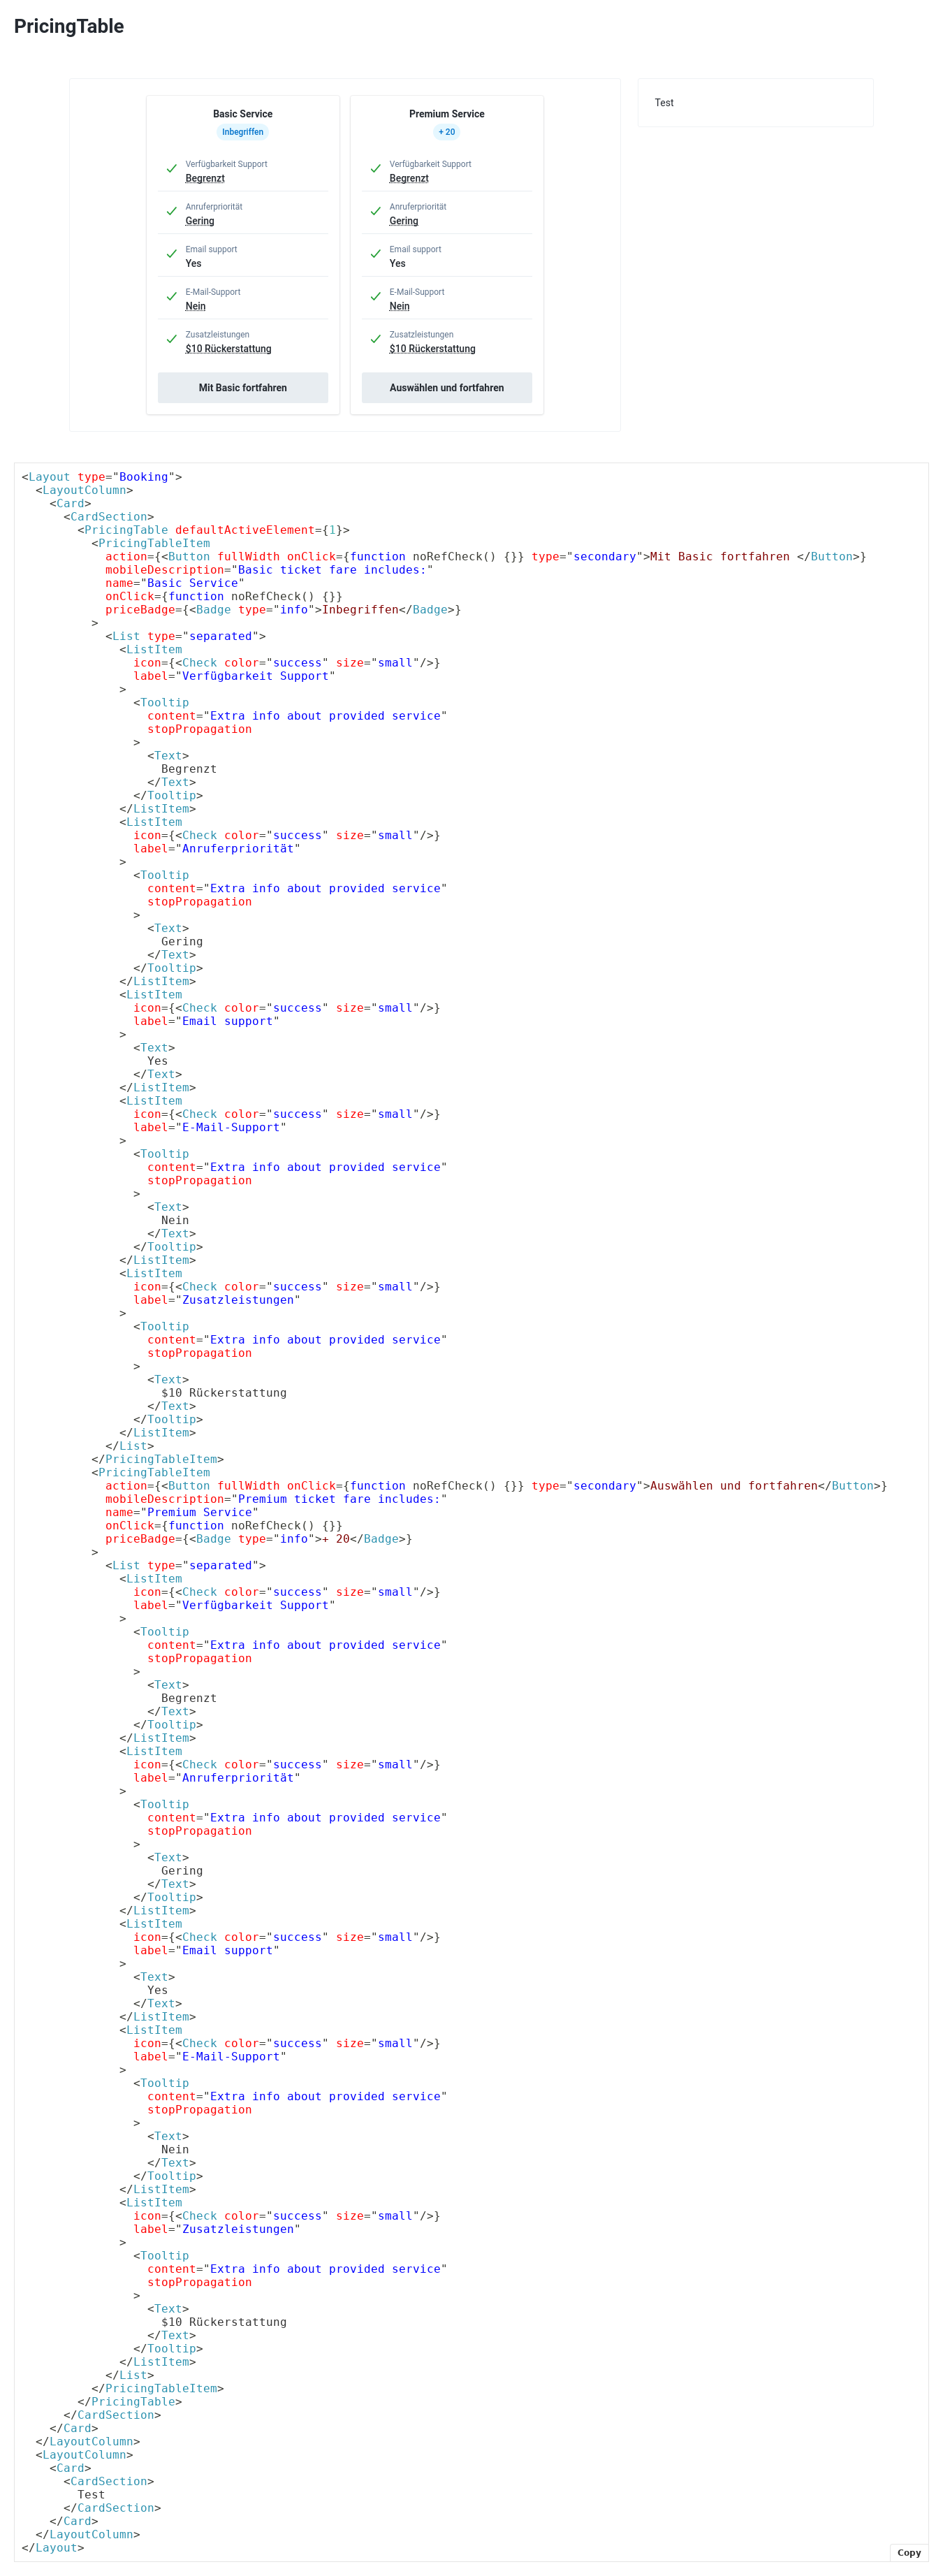 PricingTable
Basic Service
Inbegriffen
Verfügbarkeit Support
Begrenzt
Anruferpriorität
Gering
Email support
Yes
E-Mail-Support
Nein
Zusatzleistungen
$10 Rückerstattung
Mit Basic fortfahren
Premium Service
+ 20
Verfügbarkeit Support
Begrenzt
Anruferpriorität
Gering
Email support
Yes
E-Mail-Support
Nein
Zusatzleistungen
$10 Rückerstattung
Auswählen und fortfahren
Test
<Layout type="Booking">
  <LayoutColumn>
    <Card>
      <CardSection>
        <PricingTable defaultActiveElement={1}>
          <PricingTableItem
            action={<Button fullWidth onClick={function noRefCheck() {}} type="secondary">Mit Basic fortfahren </Button>}
            mobileDescription="Basic ticket fare includes:"
            name="Basic Service"
            onClick={function noRefCheck() {}}
            priceBadge={<Badge type="info">Inbegriffen</Badge>}
          >
            <List type="separated">
              <ListItem
                icon={<Check color="success" size="small"/>}
                label="Verfügbarkeit Support"
              >
                <Tooltip
                  content="Extra info about provided service"
                  stopPropagation
                >
                  <Text>
                    Begrenzt
                  </Text>
                </Tooltip>
              </ListItem>
              <ListItem
                icon={<Check color="success" size="small"/>}
                label="Anruferpriorität"
              >
                <Tooltip
                  content="Extra info about provided service"
                  stopPropagation
                >
                  <Text>
                    Gering
                  </Text>
                </Tooltip>
              </ListItem>
              <ListItem
                icon={<Check color="success" size="small"/>}
                label="Email support"
              >
                <Text>
                  Yes
                </Text>
              </ListItem>
              <ListItem
                icon={<Check color="success" size="small"/>}
                label="E-Mail-Support"
              >
                <Tooltip
                  content="Extra info about provided service"
                  stopPropagation
                >
                  <Text>
                    Nein
                  </Text>
                </Tooltip>
              </ListItem>
              <ListItem
                icon={<Check color="success" size="small"/>}
                label="Zusatzleistungen"
              >
                <Tooltip
                  content="Extra info about provided service"
                  stopPropagation
                >
                  <Text>
                    $10 Rückerstattung
                  </Text>
                </Tooltip>
              </ListItem>
            </List>
          </PricingTableItem>
          <PricingTableItem
            action={<Button fullWidth onClick={function noRefCheck() {}} type="secondary">Auswählen und fortfahren</Button>}
            mobileDescription="Premium ticket fare includes:"
            name="Premium Service"
            onClick={function noRefCheck() {}}
            priceBadge={<Badge type="info">+ 20</Badge>}
          >
            <List type="separated">
              <ListItem
                icon={<Check color="success" size="small"/>}
                label="Verfügbarkeit Support"
              >
                <Tooltip
                  content="Extra info about provided service"
                  stopPropagation
                >
                  <Text>
                    Begrenzt
                  </Text>
                </Tooltip>
              </ListItem>
              <ListItem
                icon={<Check color="success" size="small"/>}
                label="Anruferpriorität"
              >
                <Tooltip
                  content="Extra info about provided service"
                  stopPropagation
                >
                  <Text>
                    Gering
                  </Text>
                </Tooltip>
              </ListItem>
              <ListItem
                icon={<Check color="success" size="small"/>}
                label="Email support"
              >
                <Text>
                  Yes
                </Text>
              </ListItem>
              <ListItem
                icon={<Check color="success" size="small"/>}
                label="E-Mail-Support"
              >
                <Tooltip
                  content="Extra info about provided service"
                  stopPropagation
                >
                  <Text>
                    Nein
                  </Text>
                </Tooltip>
              </ListItem>
              <ListItem
                icon={<Check color="success" size="small"/>}
                label="Zusatzleistungen"
              >
                <Tooltip
                  content="Extra info about provided service"
                  stopPropagation
                >
                  <Text>
                    $10 Rückerstattung
                  </Text>
                </Tooltip>
              </ListItem>
            </List>
          </PricingTableItem>
        </PricingTable>
      </CardSection>
    </Card>
  </LayoutColumn>
  <LayoutColumn>
    <Card>
      <CardSection>
        Test
      </CardSection>
    </Card>
  </LayoutColumn>
</Layout>
Copy